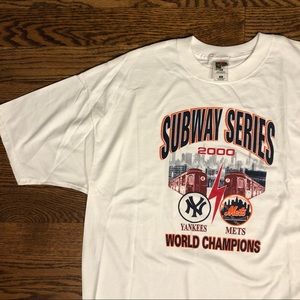 SUBWAY SERIES
2000
NY Mets
YANKEES METS
WORLD CHAMPIONS